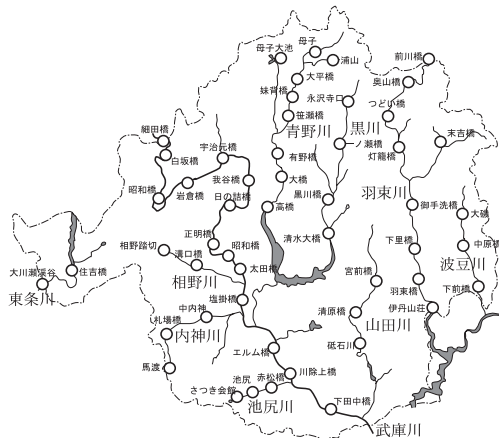 母子
母子大池
浦山
前川橋
大平橋
奥山橋
妹背橋
永沢寺口
つどい橋
笹瀬橋
青野川
黒川
細田橋
宇治元橋
末吉橋
一ノ瀬橋
灯籠橋
白坂橋
有野橋
我谷橋
大橋
岩倉橋
羽束川
昭和橋
日の詰橋
高橋
黒川橋
御手洗橋
大磯
正明橋
清水大橋
相野踏切
溝口橋
昭和橋
下里橋
中原橋
波豆川
大川瀬渓谷
住吉橋
太田橋
宮前橋
東条川
相野川
羽束橋
下前橋
塩掛橋
伊丹山荘
中内神
清原橋
山田川
札場橋
内神川
エルム橋
砥石川
馬渡
川除上橋
池尻
赤松橋
さつき会館
池尻川
下田中橋
武庫川